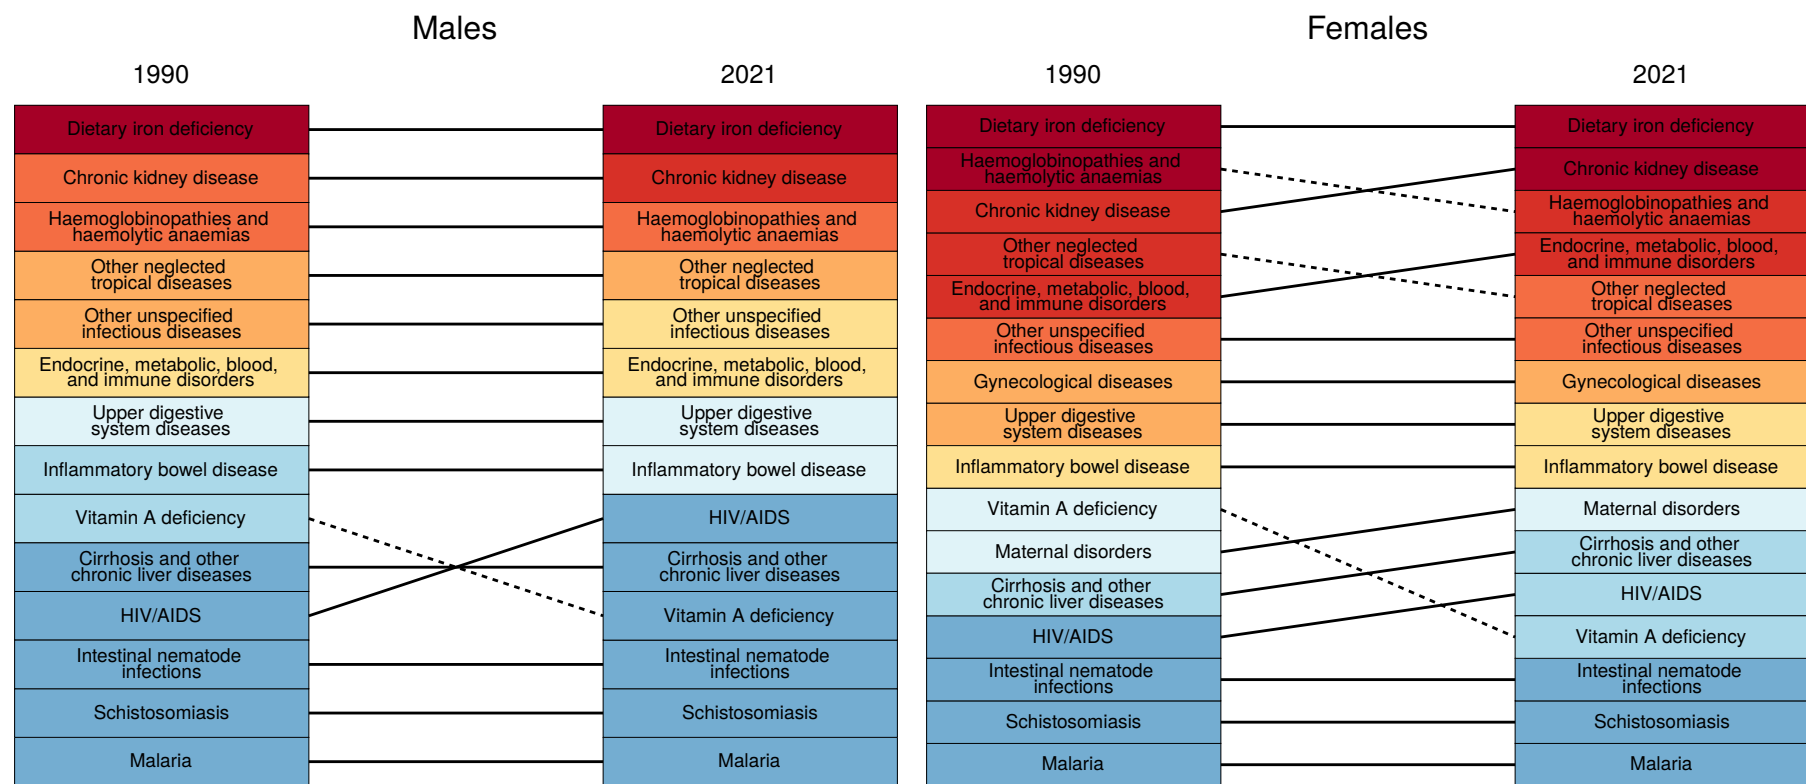 Males
1990
2021
Dietary iron deficiency
Chronic kidney disease
Haemoglobinopathies and
haemolytic anaemias
Other neglected
tropical diseases
Other unspecified
infectious diseases
Endocrine, metabolic, blood,
and immune disorders
Upper digestive
system diseases
Inflammatory bowel disease
Vitamin A deficiency
Cirrhosis and other
chronic liver diseases
HIV/AIDS
Intestinal nematode
infections
Schistosomiasis
Malaria
Dietary iron deficiency
Chronic kidney disease
Haemoglobinopathies and
haemolytic anaemias
Other neglected
tropical diseases
Other unspecified
infectious diseases
Endocrine, metabolic, blood,
and immune disorders
Upper digestive
system diseases
Inflammatory bowel disease
HIV/AIDS
Cirrhosis and other
chronic liver diseases
Vitamin A deficiency
Intestinal nematode
infections
Schistosomiasis
Malaria
Females
1990
2021
Dietary iron deficiency
Haemoglobinopathies and
haemolytic anaemias
Chronic kidney disease
Other neglected
tropical diseases
Endocrine, metabolic, blood,
and immune disorders
Other unspecified
infectious diseases
Gynecological diseases
Upper digestive
system diseases
Inflammatory bowel disease
Vitamin A deficiency
Maternal disorders
Cirrhosis and other
chronic liver diseases
HIV/AIDS
Intestinal nematode
infections
Schistosomiasis
Malaria
Dietary iron deficiency
Chronic kidney disease
Haemoglobinopathies and
haemolytic anaemias
Endocrine, metabolic, blood,
and immune disorders
Other neglected
tropical diseases
Other unspecified
infectious diseases
Gynecological diseases
Upper digestive
system diseases
Inflammatory bowel disease
Maternal disorders
Cirrhosis and other
chronic liver diseases
HIV/AIDS
Vitamin A deficiency
Intestinal nematode
infections
Schistosomiasis
Malaria